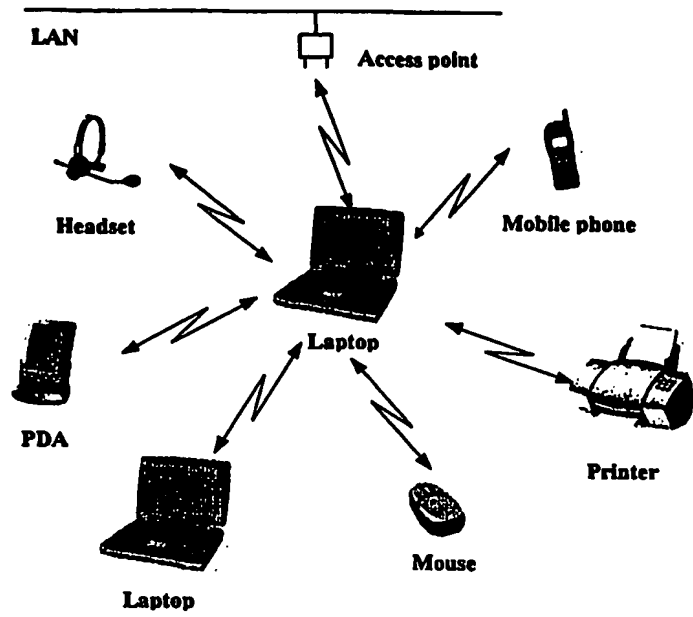 LAN
Access point
Headset
Mobile phone
Laptop
PDA
Printer
Mouse
Laptop